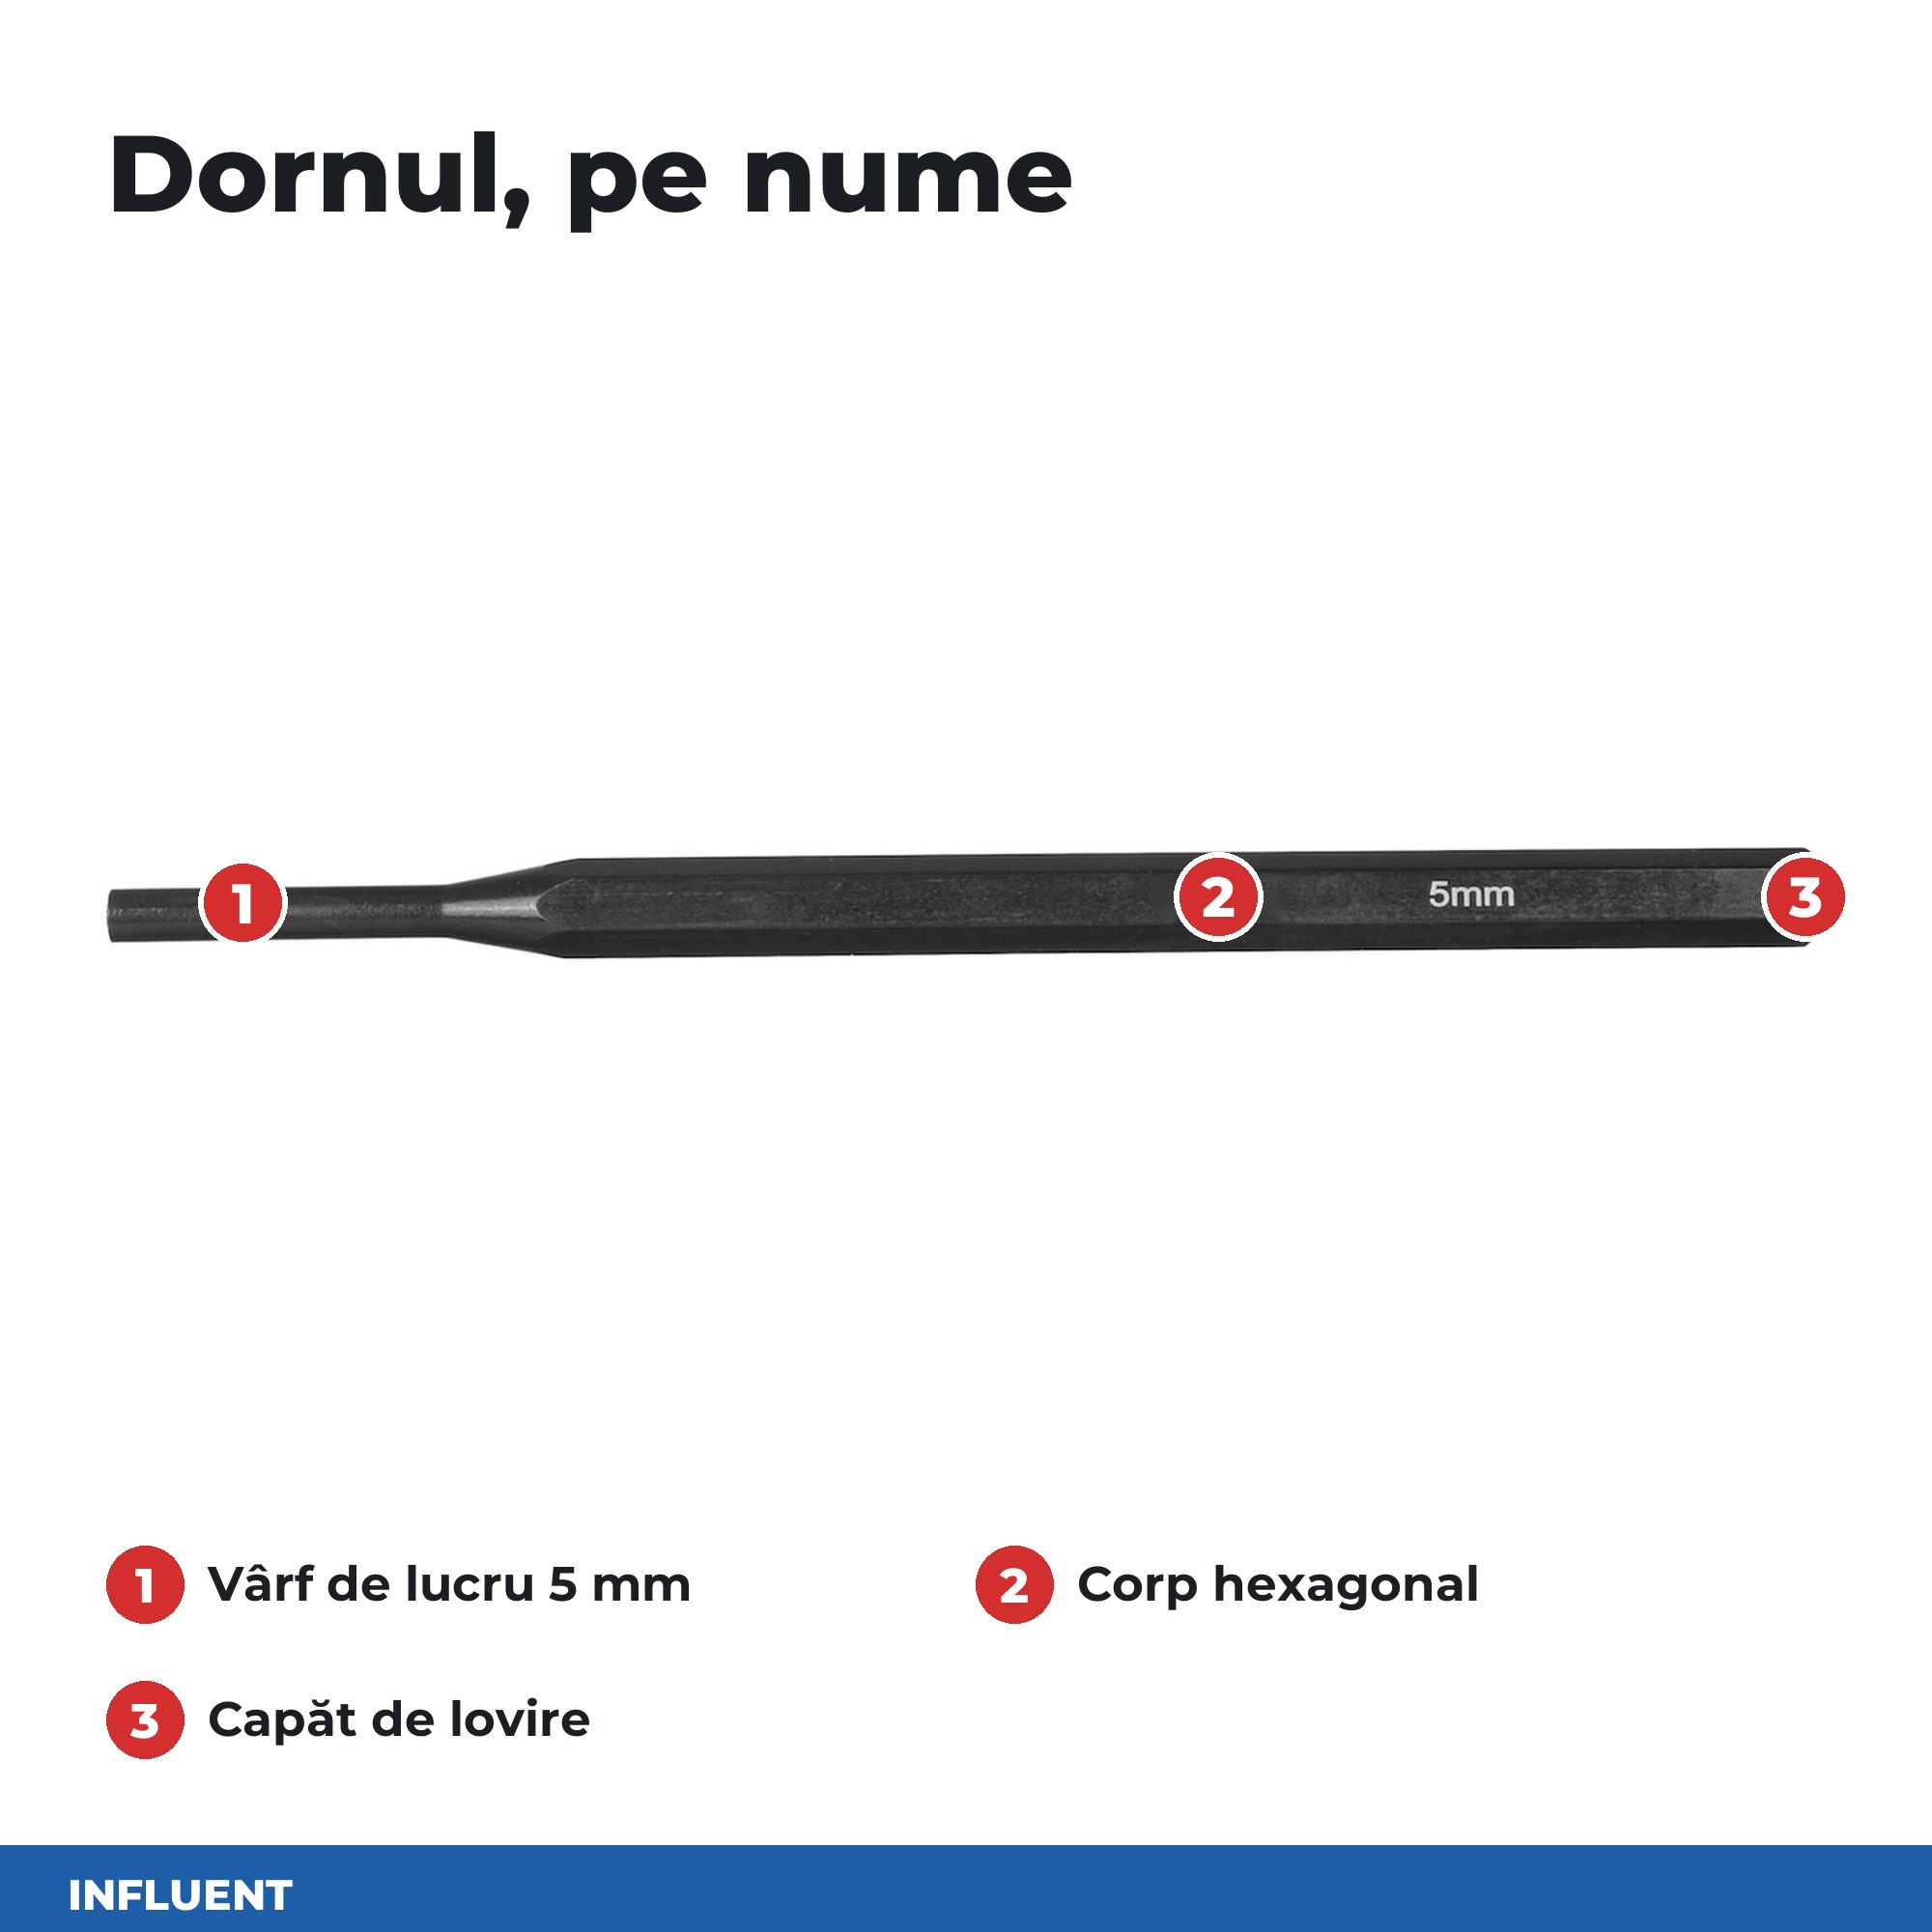 Dornul, pe nume
1
2
5mm
3
1 Vârf de lucru 5 mm
2 Corp hexagonal
3 Capăt de lovire
INFLUENT